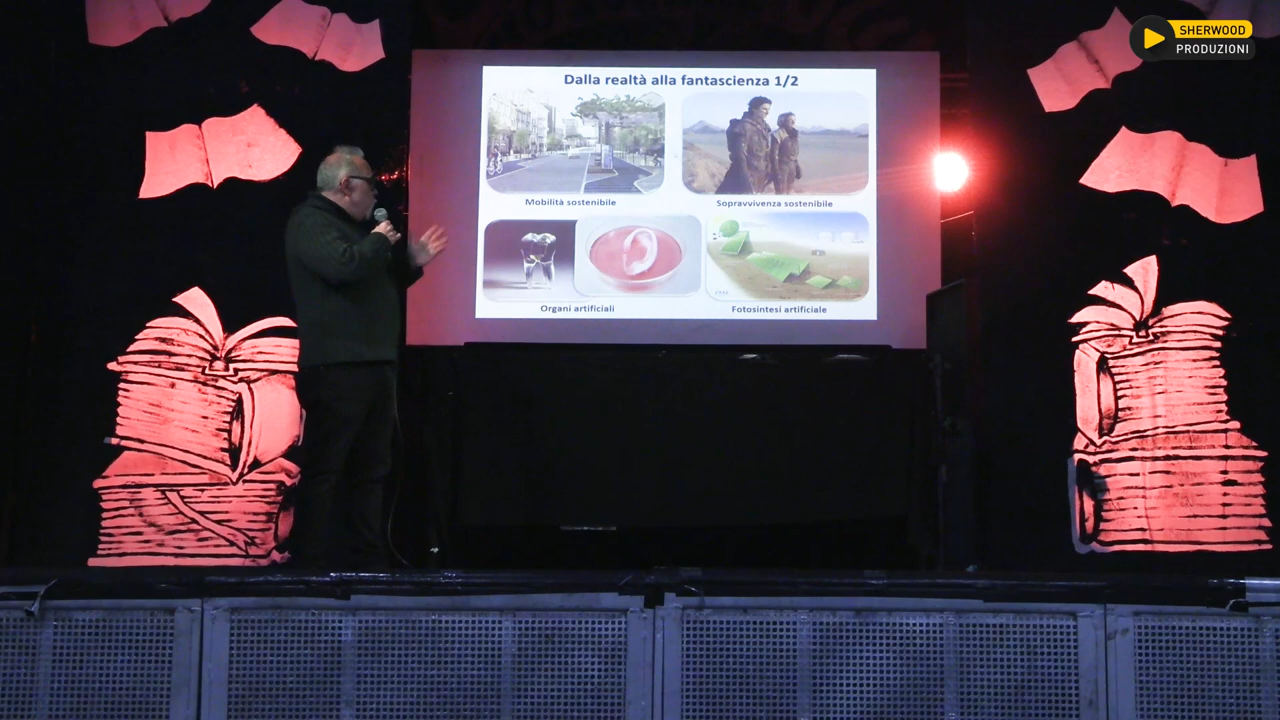 SHERWOOD
PRODUZIONI
Dalla realtà alla fantascienza 1/2
Mobilità sostenibile
Sopravvivenza sostenibile
Organi artificiali
Fotosintesi artificiale